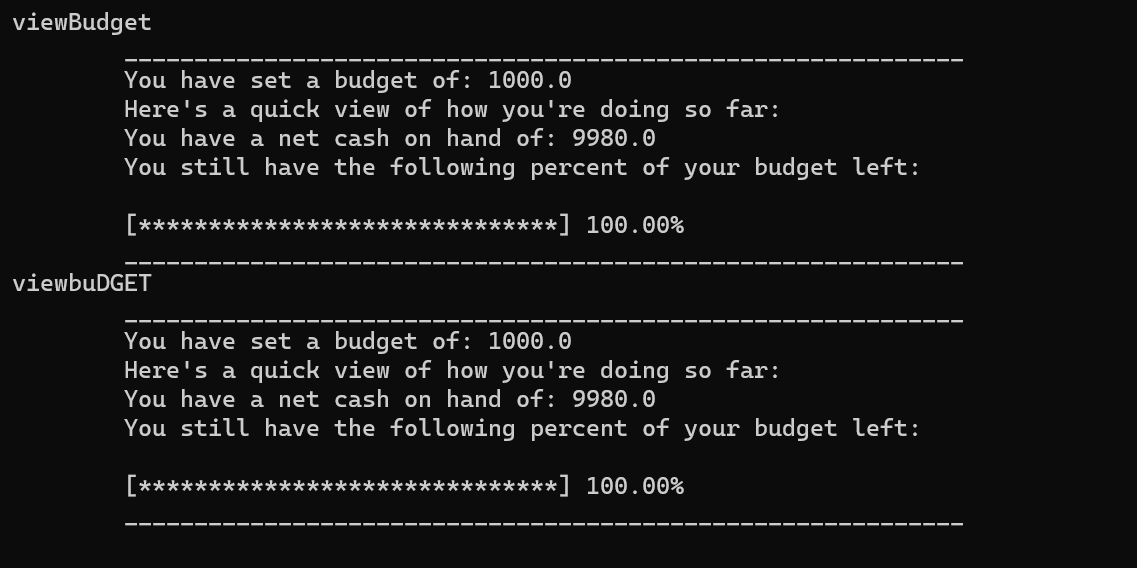 viewBudget
____________________________________________________________
You have set a budget of: 1000.0
Here's a quick view of how you're doing so far:
You have a net cash on hand of: 9980.0
You still have the following percent of your budget left:
[******************************] 100.00%
____________________________________________________________
viewbuDGET
____________________________________________________________
You have set a budget of: 1000.0
Here's a quick view of how you're doing so far:
You have a net cash on hand of: 9980.0
You still have the following percent of your budget left:
[******************************] 100.00%
____________________________________________________________